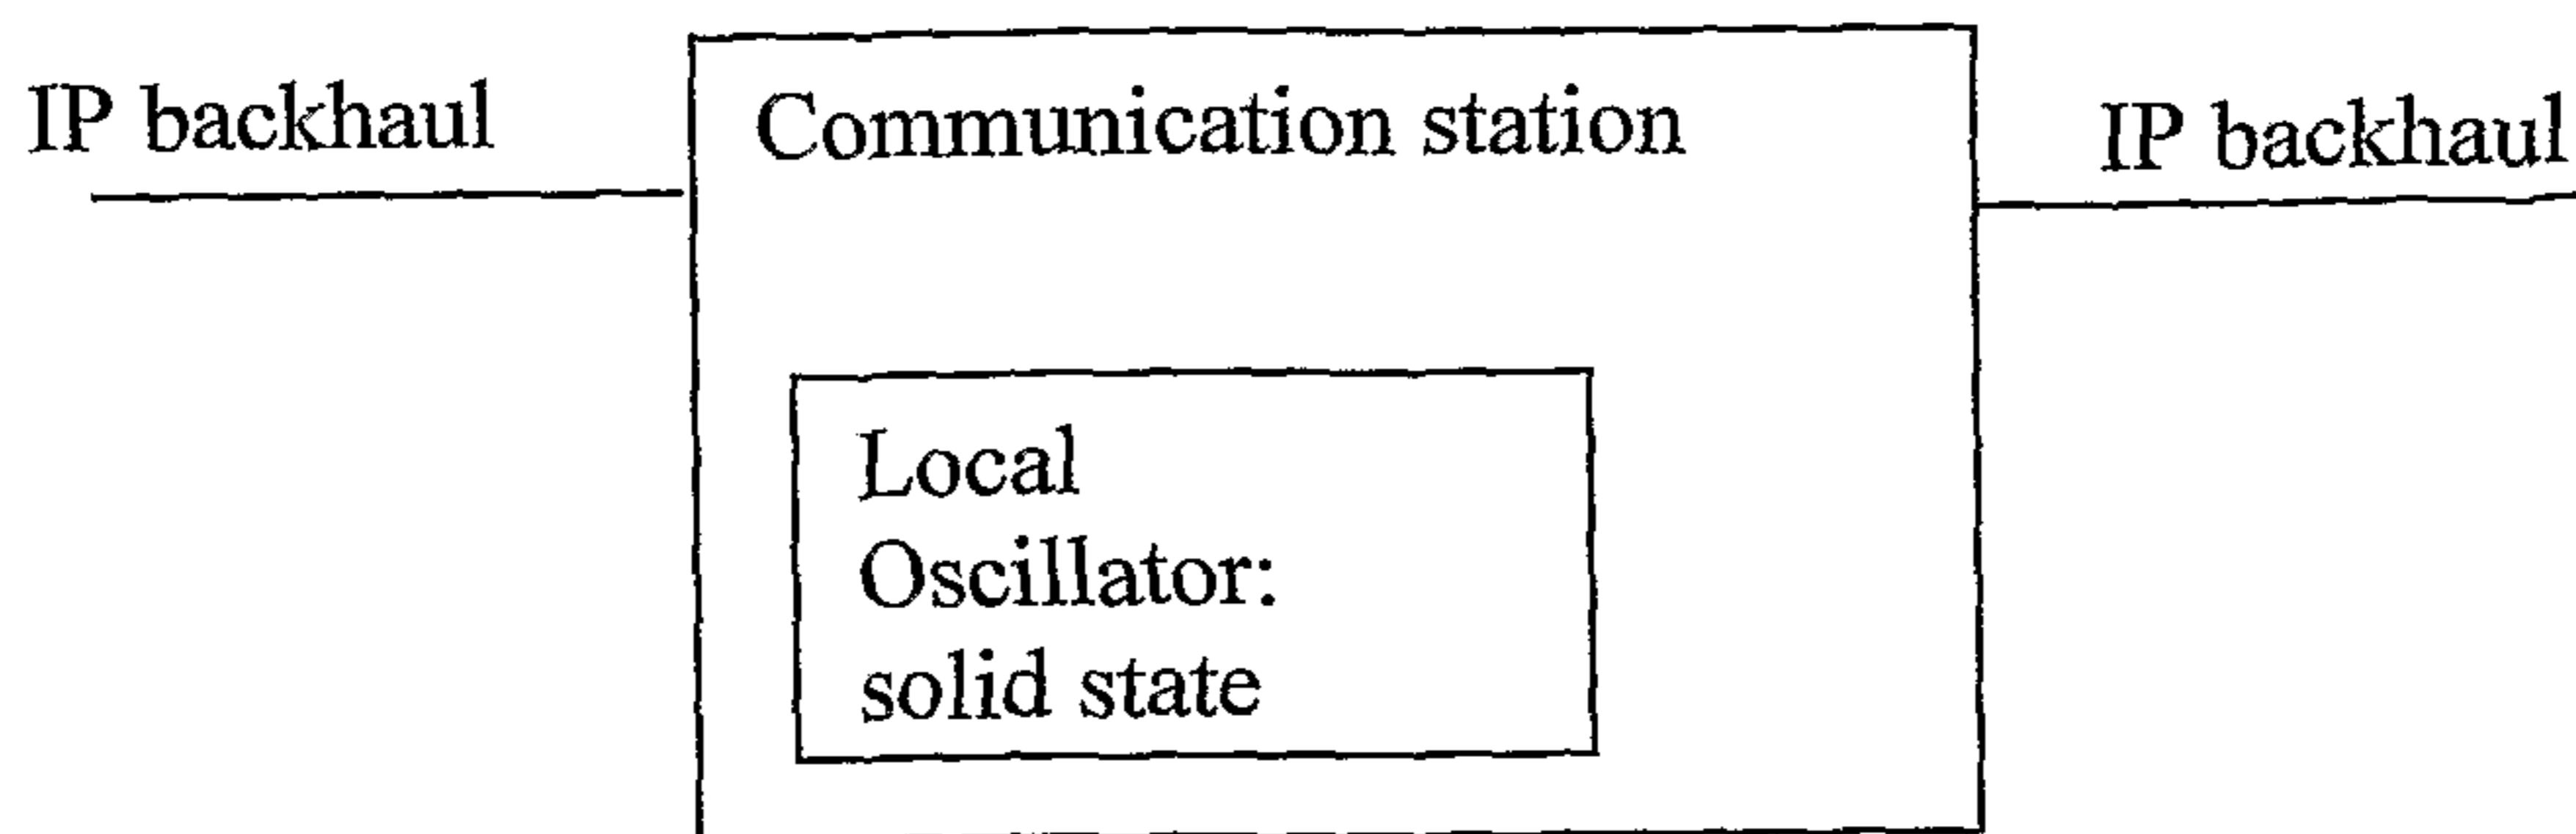 IP backhaul
Communication station
IP backhaul
Local
Oscillator:
solid state